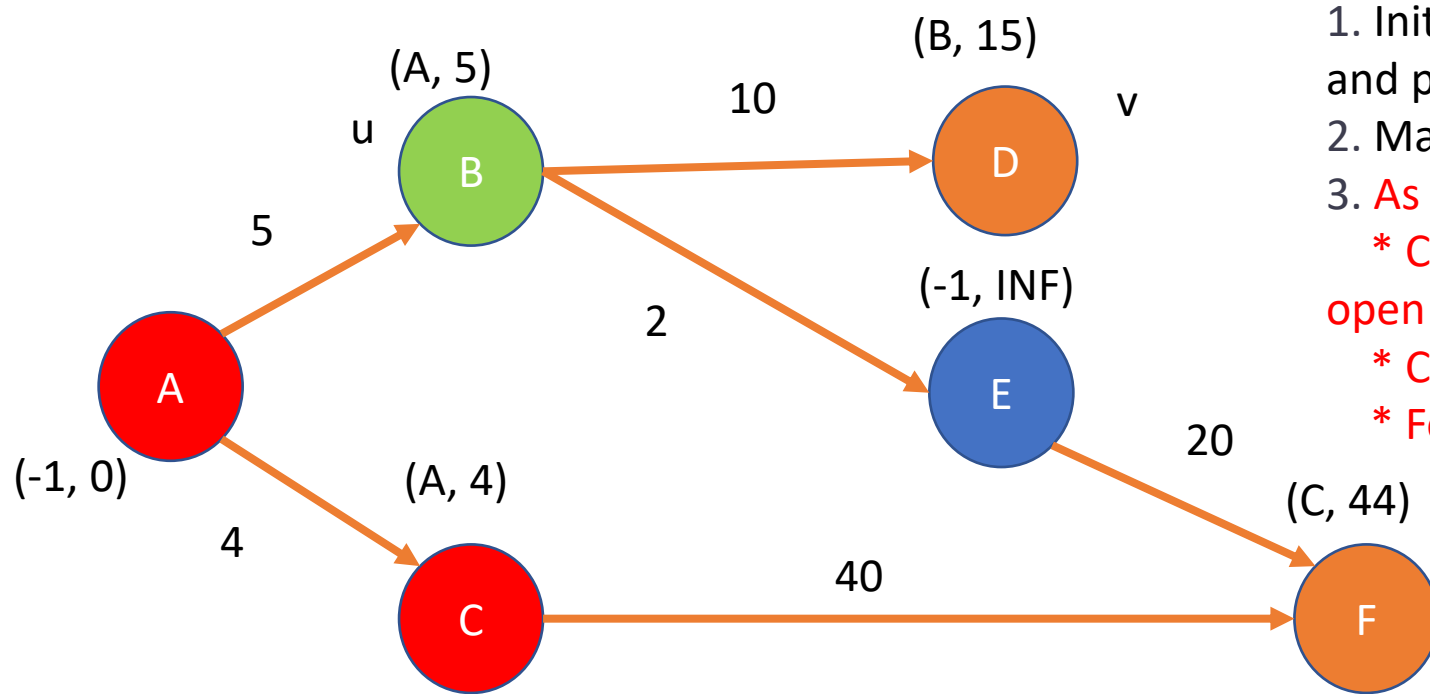 (A, 5)
(B, 15)
u
B
10
D
v
5
2
(-1, INF)
A
E
(-1, 0)
20
4
(A, 4)
(C, 44)
C
40
F
1. Init
and p
2. Ma
3. As
* C
open
* C
* Fo